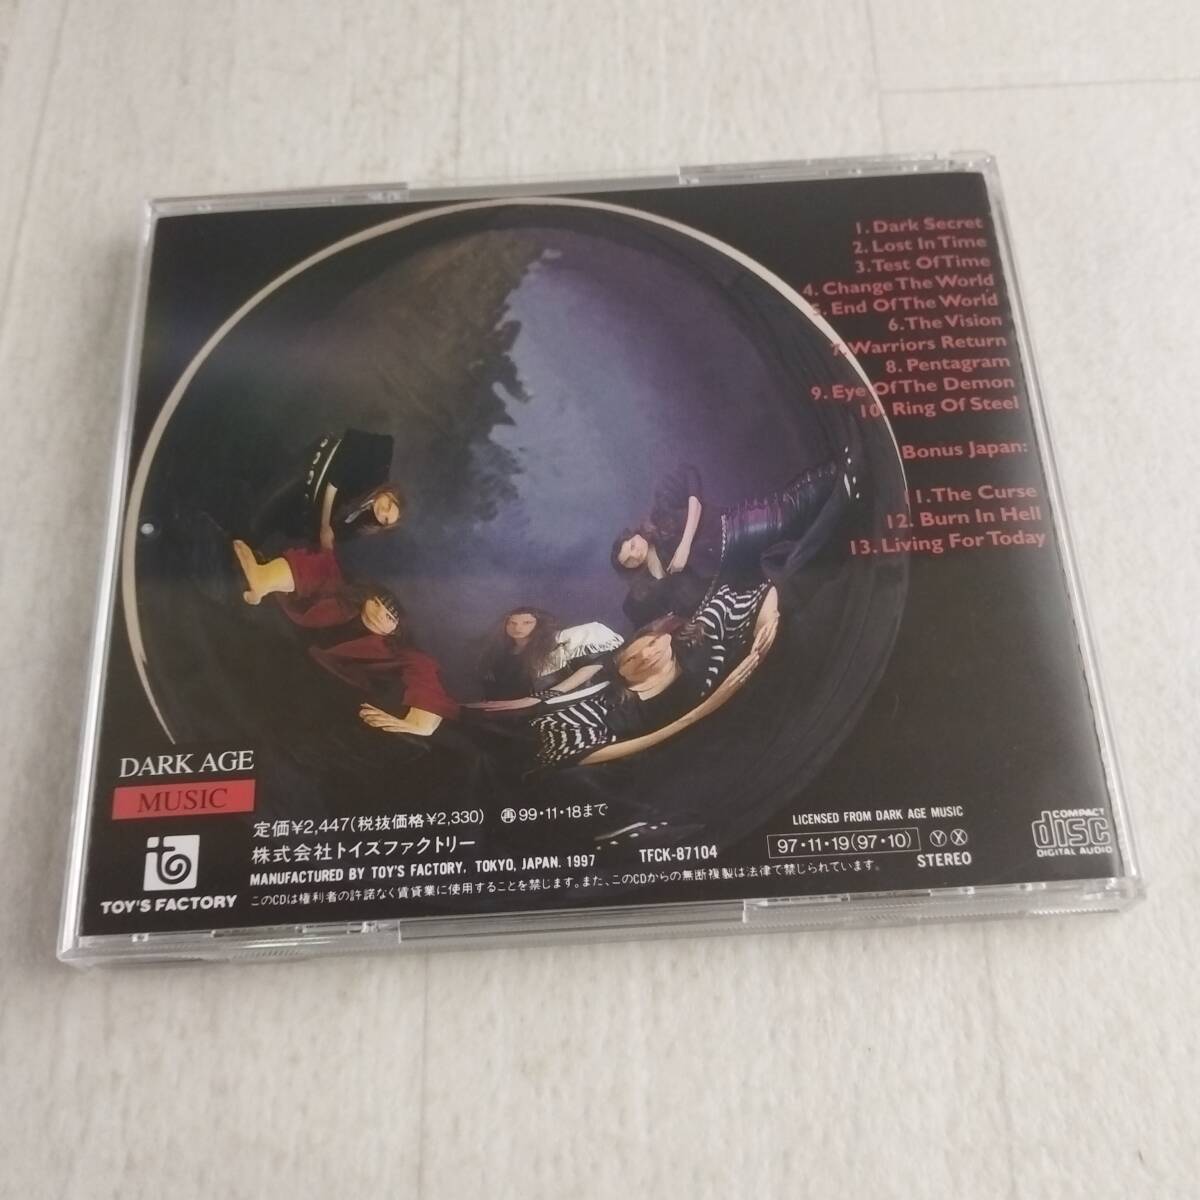 1. Dark Secret
2. Lost In Time
3. Test Of Time
4. Change The World
5. End Of The World
6. The Vision
7. Warriors Return
8. Pentagram
9. Eye Of The Demon
10. Ring Of Steel
Bonus Japan:
11. The Curse
12. Burn In Hell
13. Living For Today
DARK AGE
MUSIC
TOY'S FACTORY
定価¥2,447(税抜価格¥2,330) 再99・11・18まで
株式会社トイズファクトリー
MANUFACTURED BY TOY'S FACTORY, TOKYO, JAPAN. 1997 TFCK-87104
このCDは権利者の許諾なく賃貸業に使用することを禁じます。また、このCDからの無断複製は法律で禁じられています。
LICENSED FROM DARK AGE MUSIC
97・11・19(97・10) Y X
STEREO
COMPACT
disc
DIGITAL AUDIO